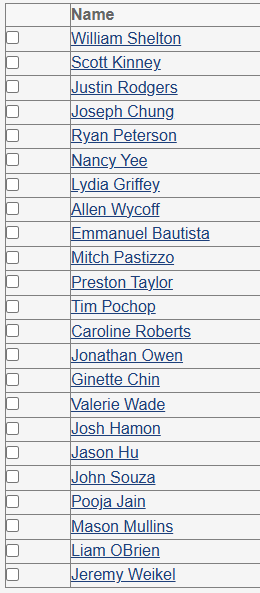 Name
William Shelton
Scott Kinney
Justin Rodgers
Joseph Chung
Ryan Peterson
Nancy Yee
Lydia Griffey
Allen Wycoff
Emmanuel Bautista
Mitch Pastizzo
Preston Taylor
Tim Pochop
Caroline Roberts
Jonathan Owen
Ginette Chin
Valerie Wade
Josh Hamon
Jason Hu
John Souza
Pooja Jain
Mason Mullins
Liam OBrien
Jeremy Weikel